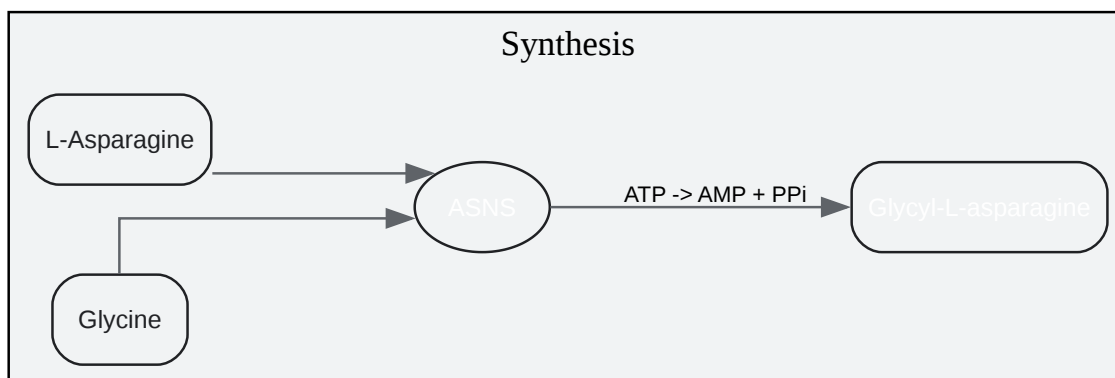 Synthesis
L-Asparagine
ASNS
ATP -> AMP + PPi
Glycyl-L-asparagine
Glycine